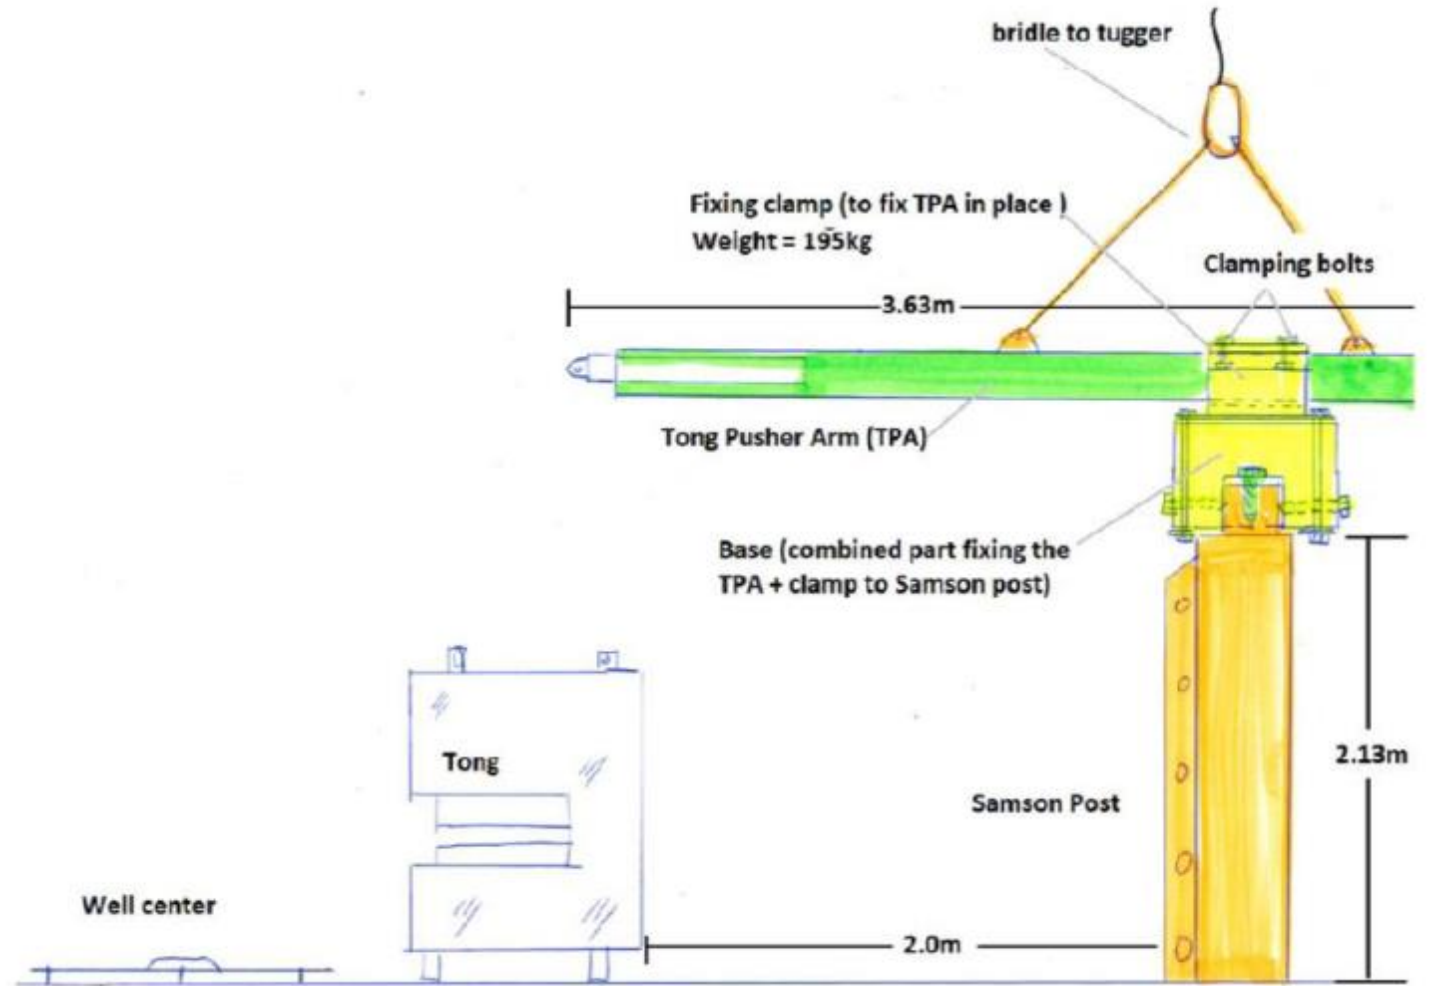 bridle to tugger
Fixing clamp (to fix TPA in place )
Weight = 195kg
Clamping bolts
3.63m
Tong Pusher Arm (TPA)
Base (combined part fixing the
TPA + clamp to Samson post)
Tong
2.13m
Samson Post
Well center
2.0m